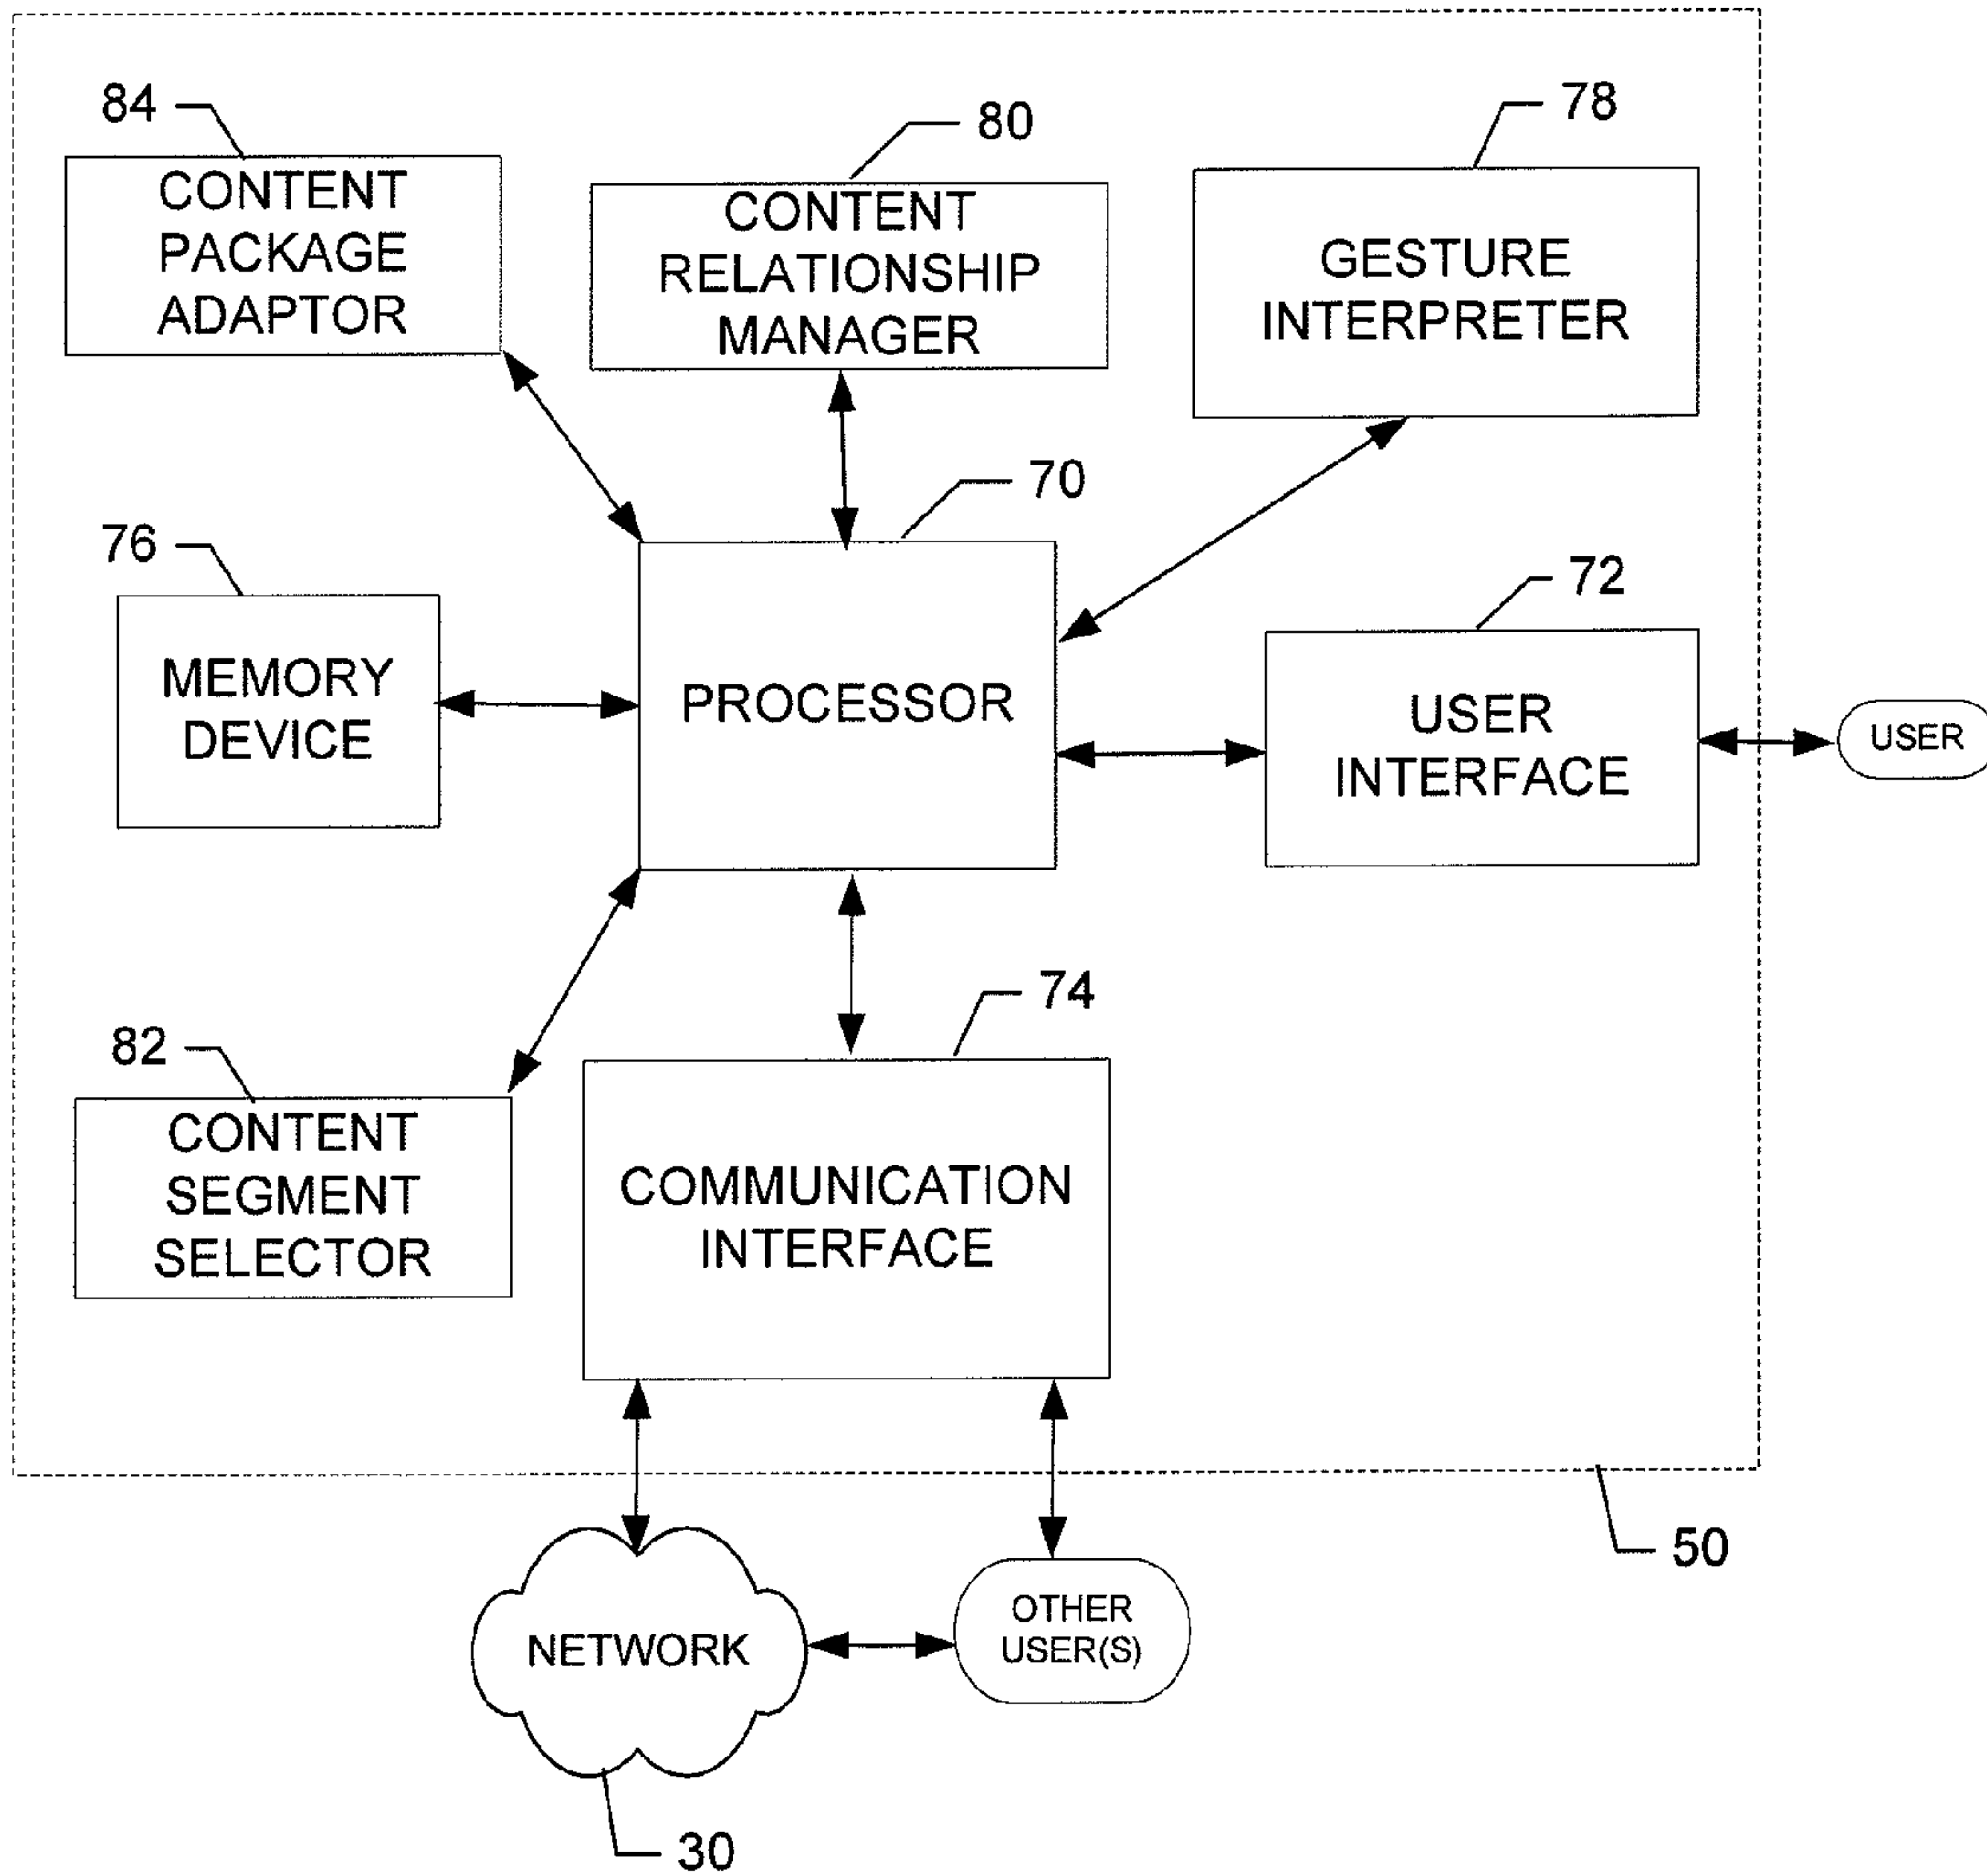 84
CONTENT
PACKAGE
ADAPTOR
80
CONTENT
RELATIONSHIP
MANAGER
78
GESTURE
INTERPRETER
70
PROCESSOR
76
MEMORY
DEVICE
72
USER
INTERFACE
USER
82
CONTENT
SEGMENT
SELECTOR
74
COMMUNICATION
INTERFACE
50
NETWORK
OTHER
USER(S)
30